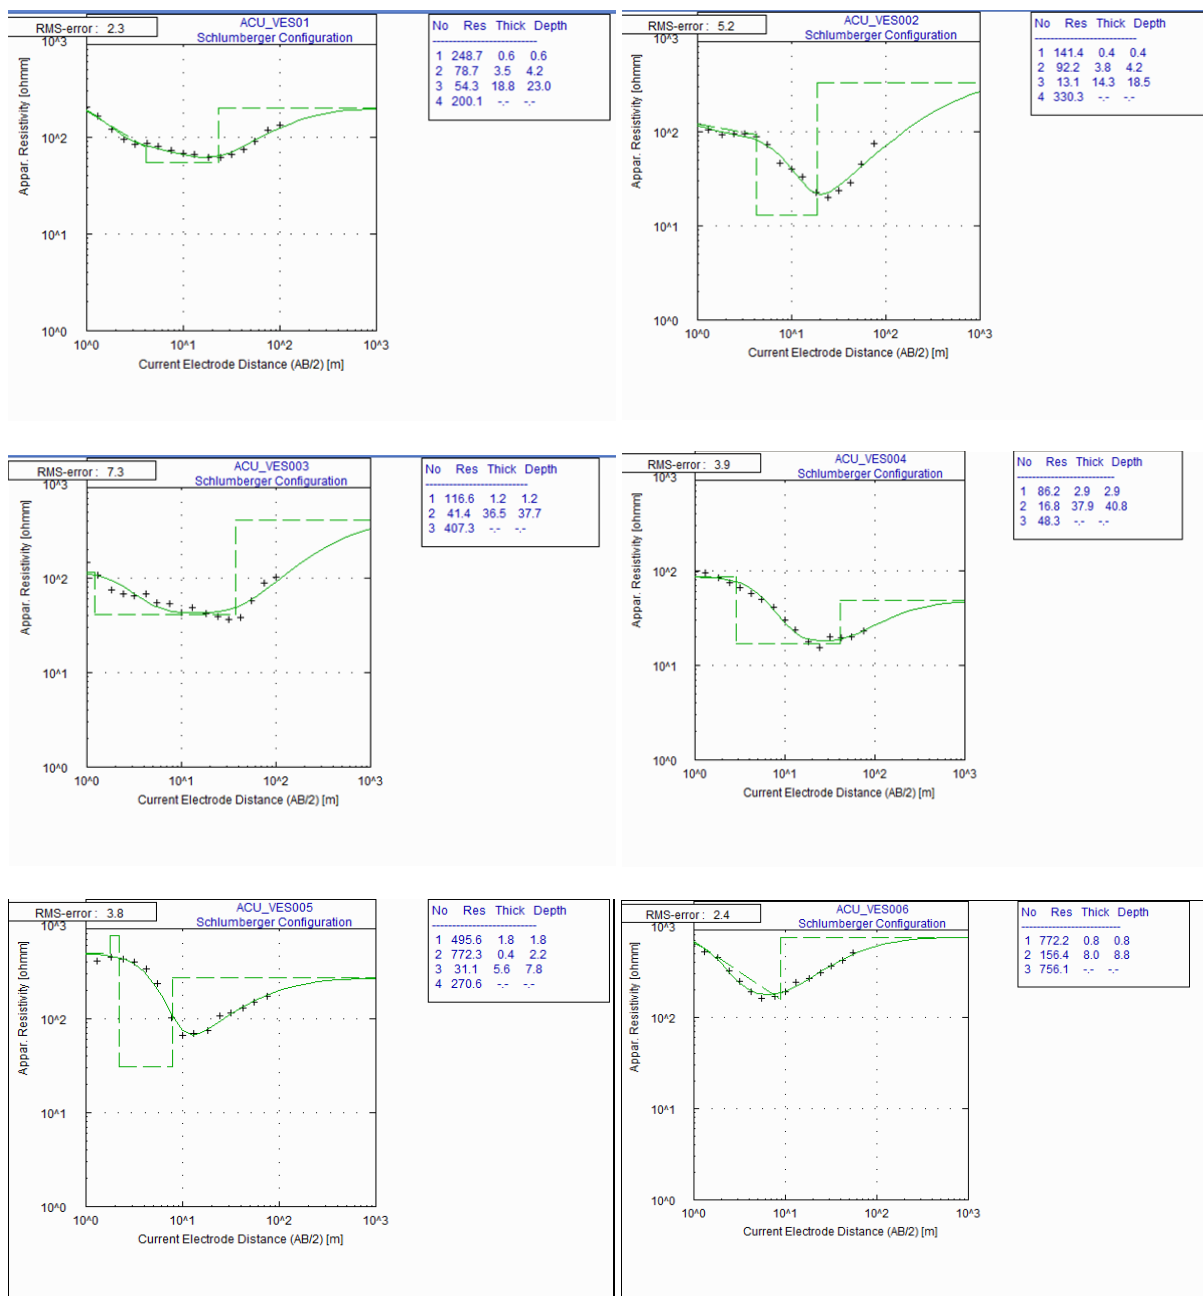 RMS-error : 2.3
ACU_VES01
Schlumberger Configuration
No Res Thick Depth
1 248.7 0.6 0.6
2 78.7 3.5 4.2
3 54.3 18.8 23.0
4 200.1 -.- -.-
Appar. Resistivity [ohmm]
10^3
10^2
10^1
10^0
10^0 10^1 10^2 10^3
Current Electrode Distance (AB/2) [m]
RMS-error : 5.2
ACU_VES002
Schlumberger Configuration
No Res Thick Depth
1 141.4 0.4 0.4
2 92.2 3.8 4.2
3 13.1 14.3 18.5
4 330.3 -.- -.-
Appar. Resistivity [ohmm]
10^3
10^2
10^1
10^0
10^0 10^1 10^2 10^3
Current Electrode Distance (AB/2) [m]
RMS-error : 7.3
ACU_VES003
Schlumberger Configuration
No Res Thick Depth
1 116.6 1.2 1.2
2 41.4 36.5 37.7
3 407.3 -.- -.-
Appar. Resistivity [ohmm]
10^3
10^2
10^1
10^0
10^0 10^1 10^2 10^3
Current Electrode Distance (AB/2) [m]
RMS-error : 3.9
ACU_VES004
Schlumberger Configuration
No Res Thick Depth
1 86.2 2.9 2.9
2 16.8 37.9 40.8
3 48.3 -.- -.-
Appar. Resistivity [ohmm]
10^3
10^2
10^1
10^0
10^0 10^1 10^2 10^3
Current Electrode Distance (AB/2) [m]
RMS-error : 3.8
ACU_VES005
Schlumberger Configuration
No Res Thick Depth
1 495.6 1.8 1.8
2 772.3 0.4 2.2
3 31.1 5.6 7.8
4 270.6 -.- -.-
Appar. Resistivity [ohmm]
10^3
10^2
10^1
10^0
10^0 10^1 10^2 10^3
Current Electrode Distance (AB/2) [m]
RMS-error : 2.4
ACU_VES006
Schlumberger Configuration
No Res Thick Depth
1 772.2 0.8 0.8
2 156.4 8.0 8.8
3 756.1 -.- -.-
Appar. Resistivity [ohmm]
10^3
10^2
10^1
10^0
10^0 10^1 10^2 10^3
Current Electrode Distance (AB/2) [m]